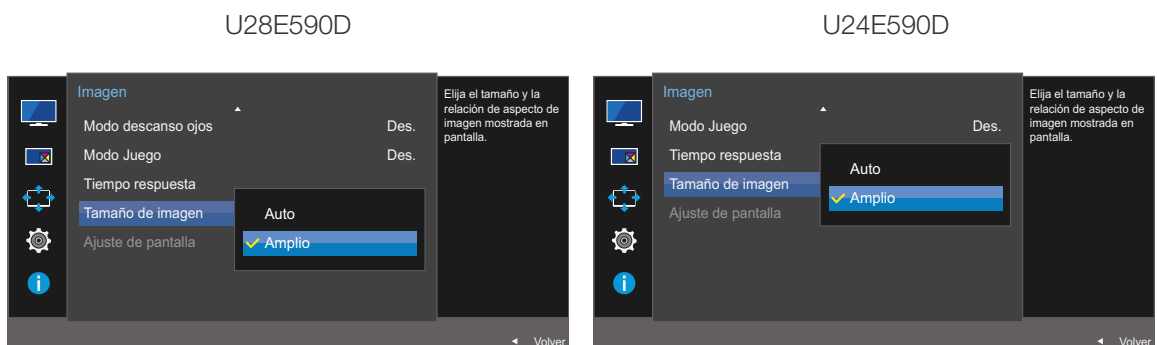 U28E590D
Imagen
Modo descanso ojos Des.
Modo Juego Des.
Tiempo respuesta
Tamaño de imagen
Ajuste de pantalla
Auto
Amplio
Elija el tamaño y la
relación de aspecto de
imagen mostrada en
pantalla.
Volver
U24E590D
Imagen
Modo Juego Des.
Tiempo respuesta
Tamaño de imagen
Ajuste de pantalla
Auto
Amplio
Elija el tamaño y la
relación de aspecto de
imagen mostrada en
pantalla.
Volver